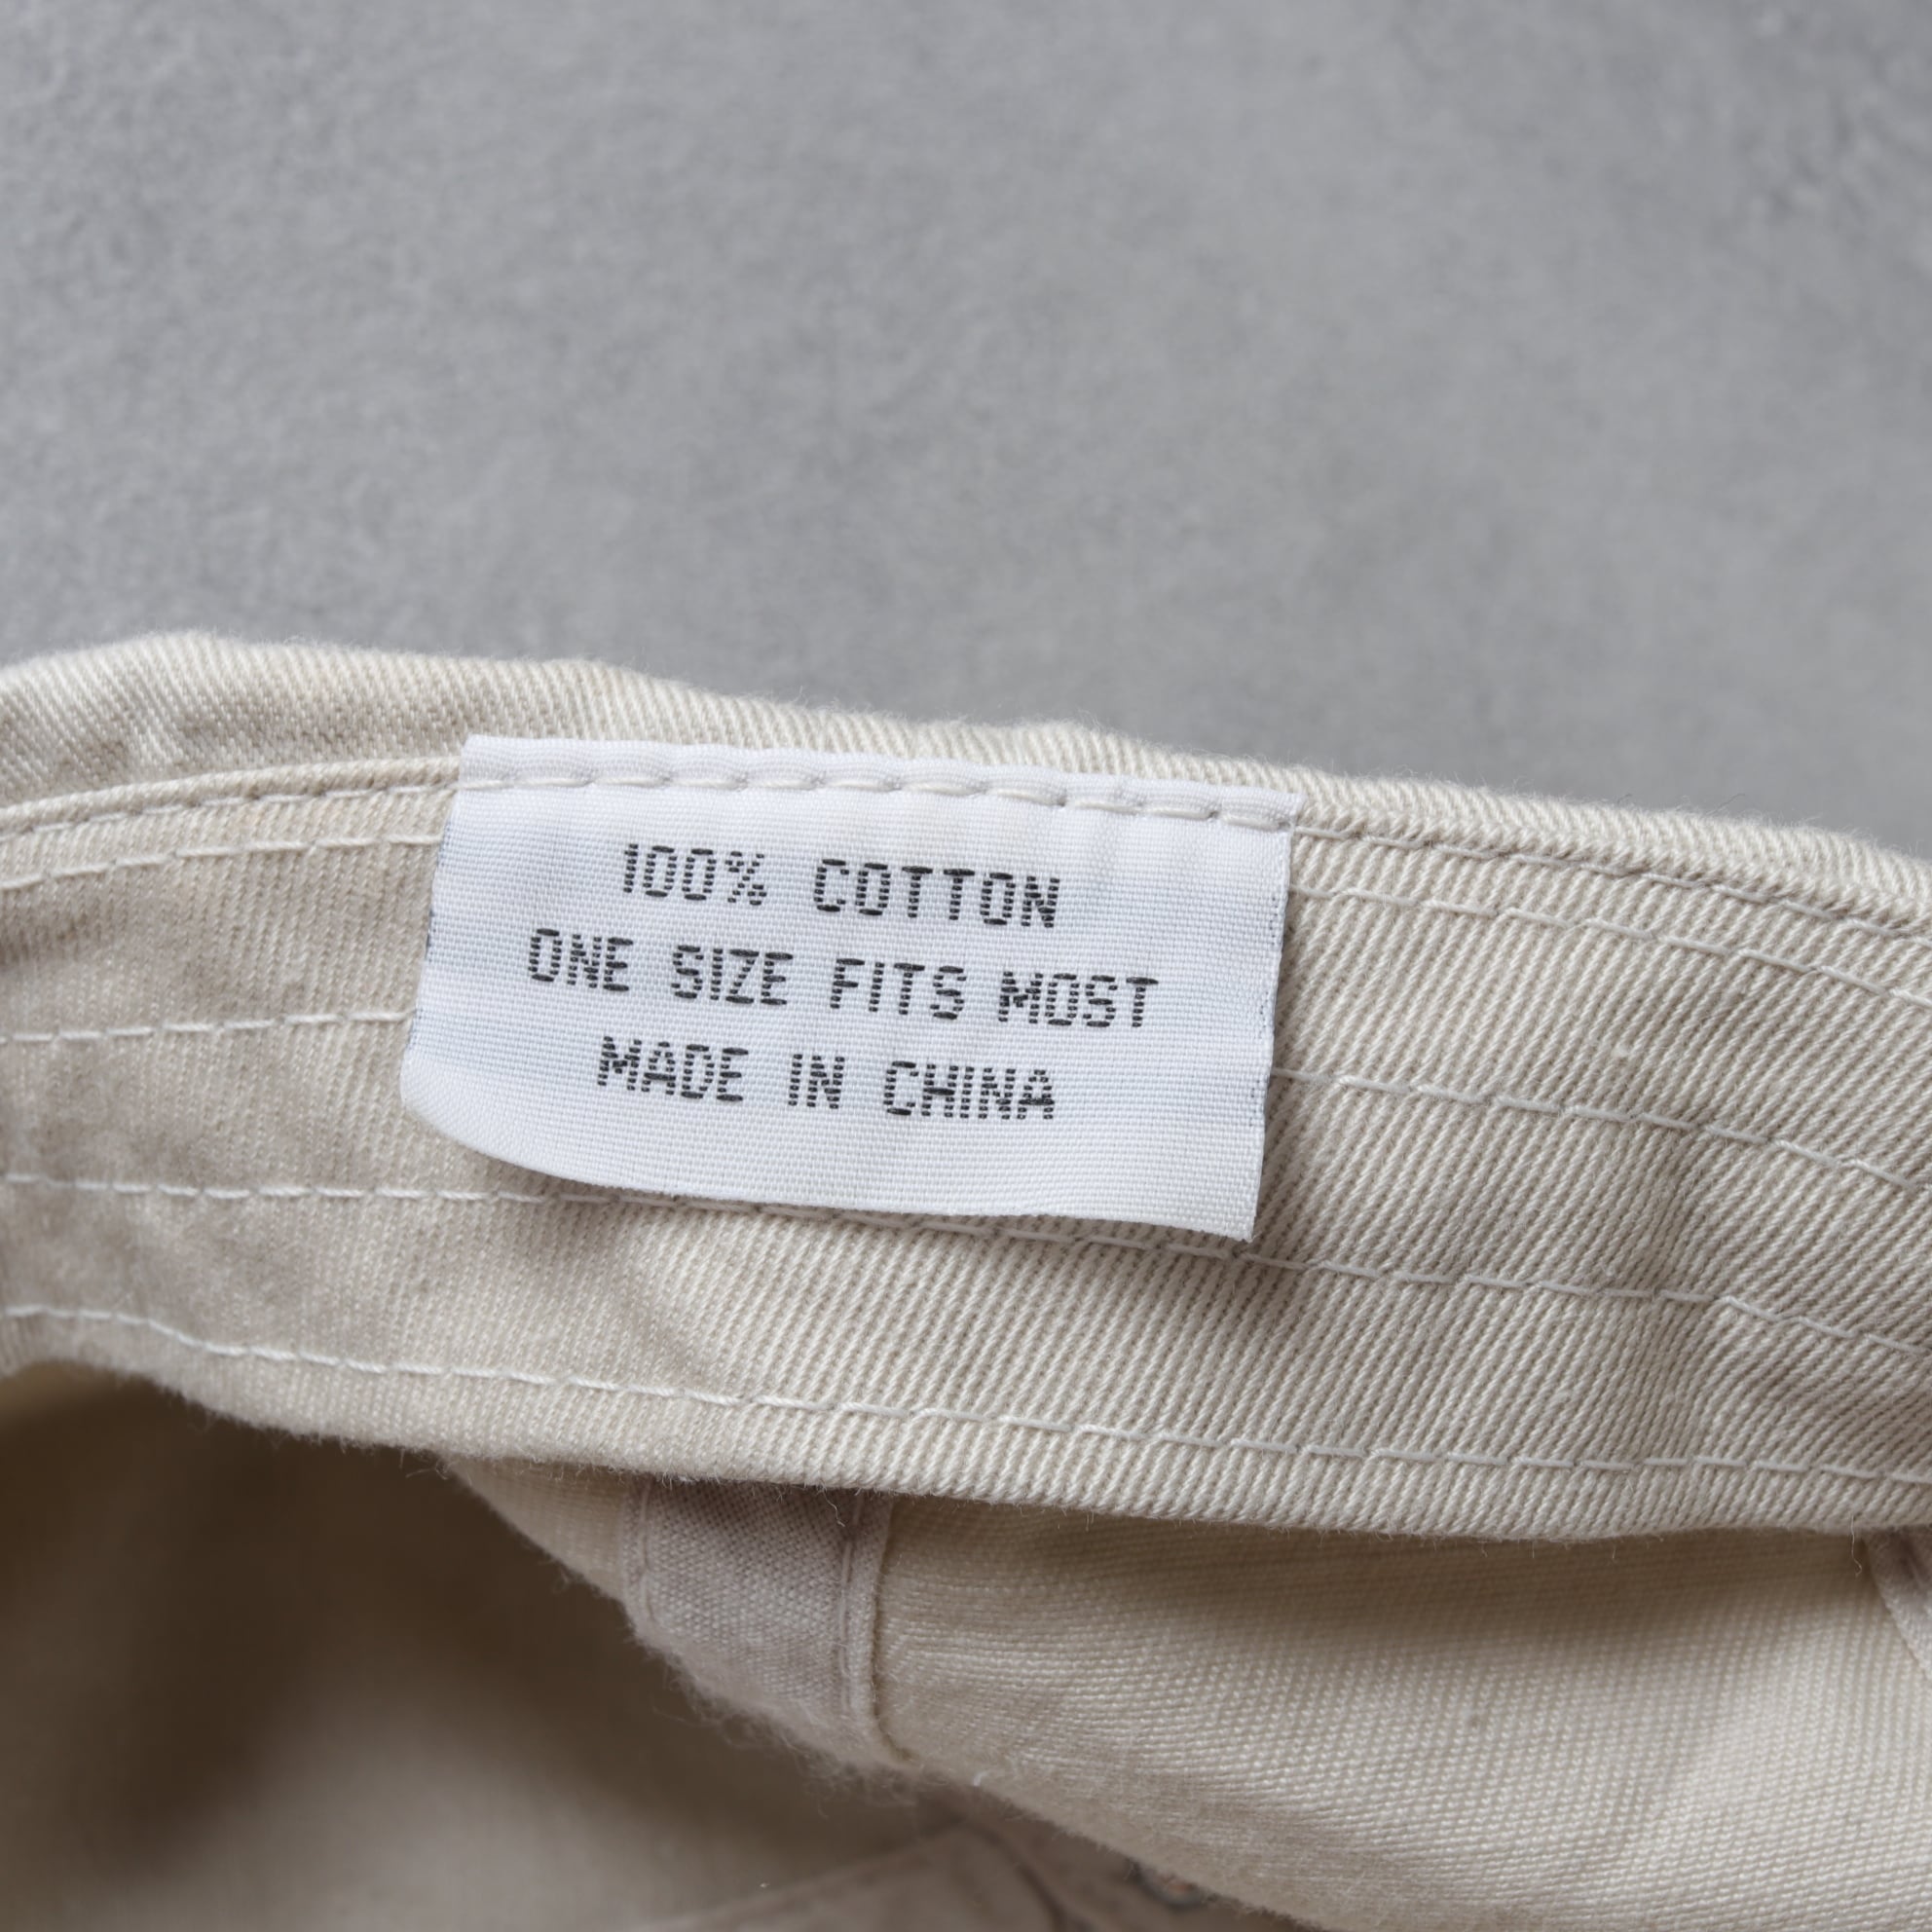 100% COTTON
ONE SIZE FITS MOST
MADE IN CHINA